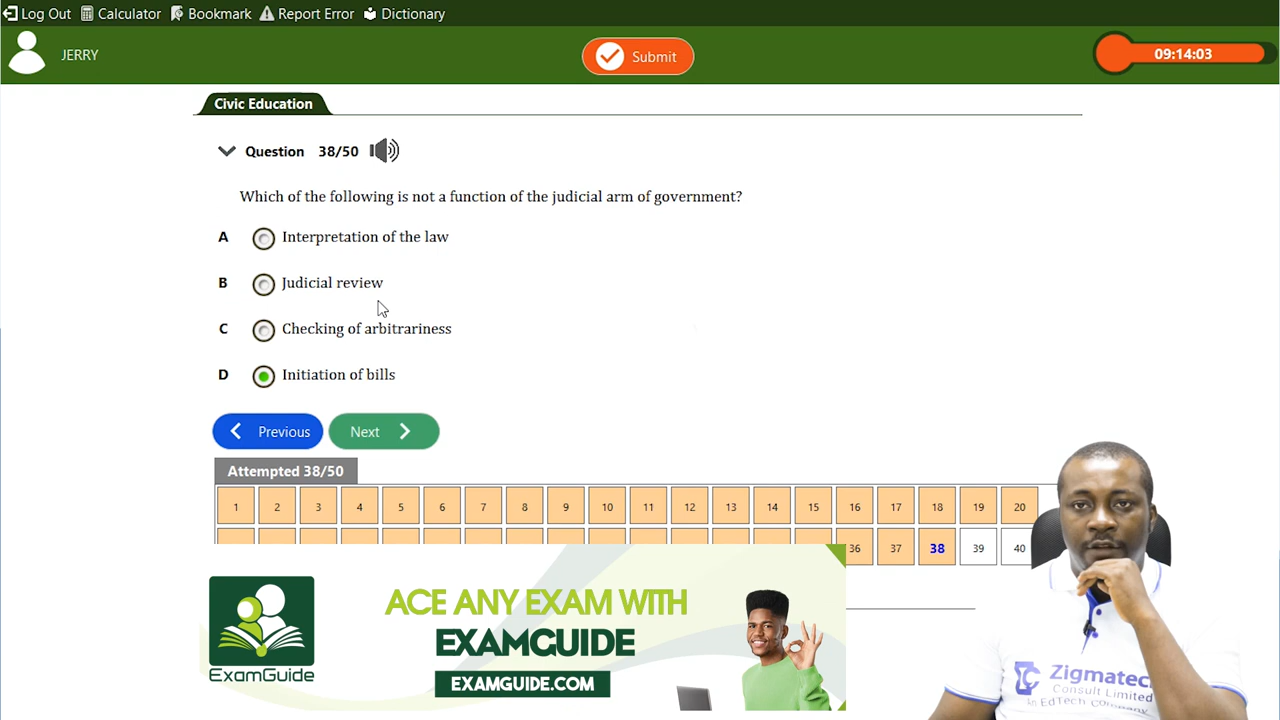 Log Out Calculator Bookmark Report Error Dictionary
JERRY
Submit
09:14:03
Civic Education
Question 38/50
Which of the following is not a function of the judicial arm of government?
A Interpretation of the law
B Judicial review
C Checking of arbitrariness
D Initiation of bills
Previous Next
Attempted 38/50
1 2 3 4 5 6 7 8 9 10 11 12 13 14 15 16 17 18 19 20
36 37 38 39 40
ACE ANY EXAM WITH
EXAMGUIDE
EXAMGUIDE.COM
ExamGuide
Zigmatech
Consult Limited
An EdTech Company